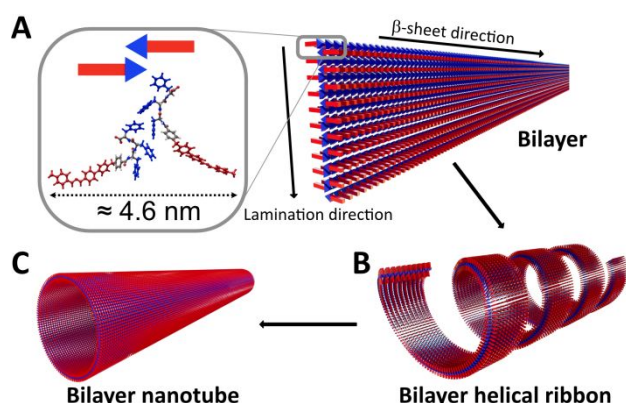 A
β-sheet direction
Bilayer
≈ 4.6 nm
Lamination direction
C
B
Bilayer nanotube
Bilayer helical ribbon